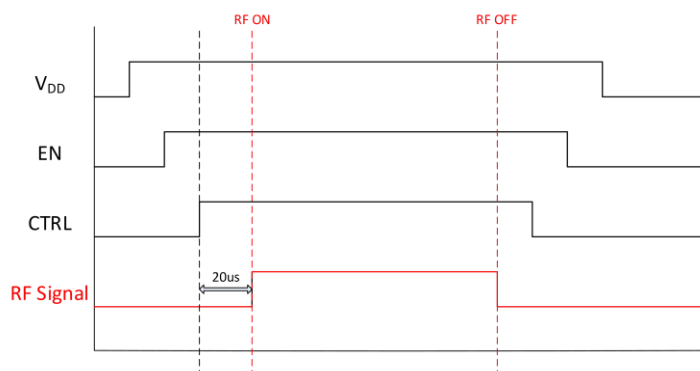 RF ON
RF OFF
VDD
EN
CTRL
20us
RF Signal